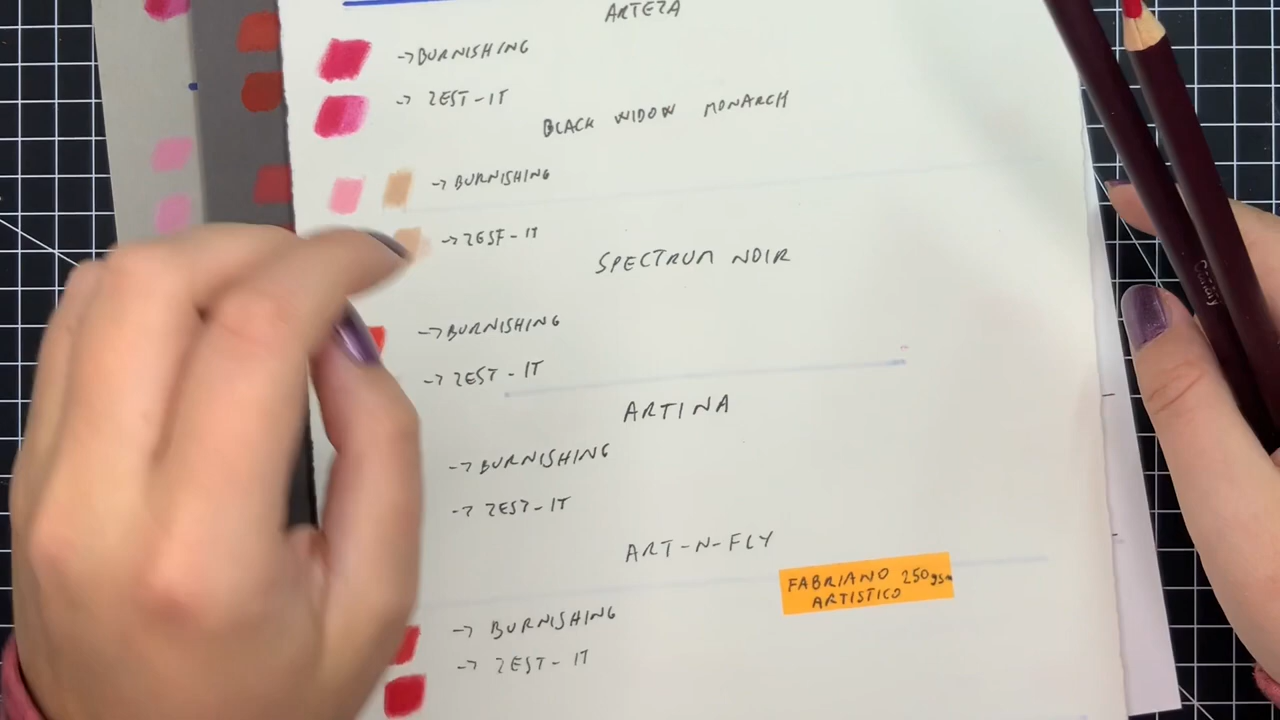 ARTEZA
→BURNISHING
→ ZEST-IT
BLACK WIDOW MONARCH
→BURNISHING
→ZEST-IT
SPECTRUM NOIR
→BURNISHING
→ ZEST-IT
ARTINA
→BURNISHING
→ ZEST-IT
ART-N-FLY
FABRIANO 250gsm
ARTISTICO
→ BURNISHING
→ ZEST-IT